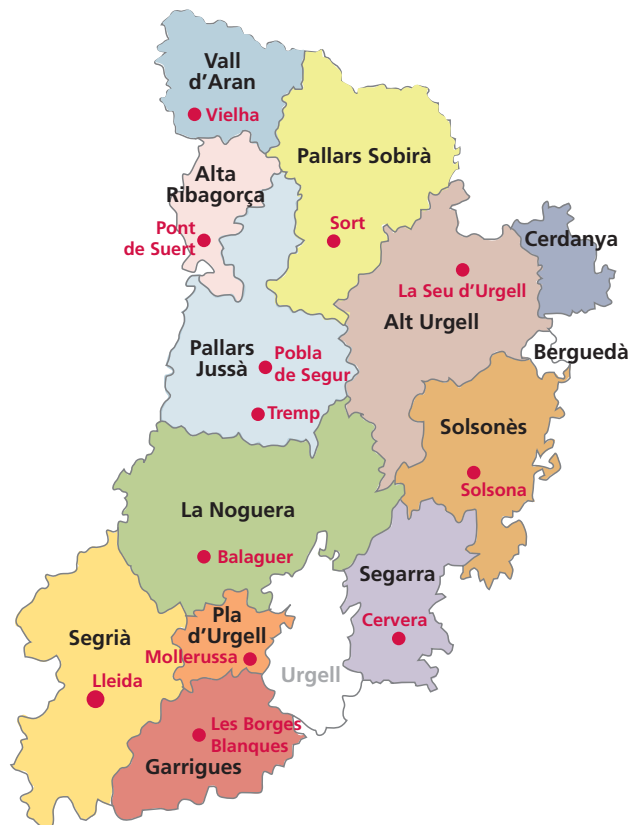 Vall
d'Aran
Vielha
Pallars Sobirà
Alta
Ribagorça
Pont
de Suert
Sort
Cerdanya
La Seu d'Urgell
Alt Urgell
Pallars
Jussà
Pobla
de Segur
Berguedà
Tremp
Solsonès
Solsona
La Noguera
Balaguer
Segarra
Pla
d'Urgell
Cervera
Segrià
Mollerussa
Urgell
Lleida
Les Borges
Blanques
Garrigues